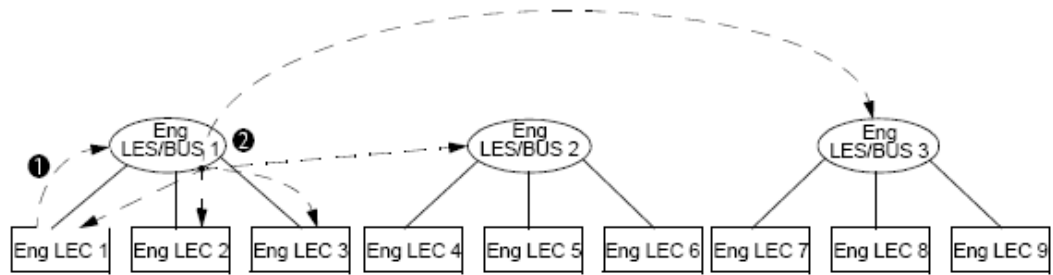 Eng
LES/BUS 1
2
Eng
LES/BUS 2
Eng
LES/BUS 3
1
Eng LEC 1
Eng LEC 2
Eng LEC 3
Eng LEC 4
Eng LEC 5
Eng LEC 6
Eng LEC 7
Eng LEC 8
Eng LEC 9